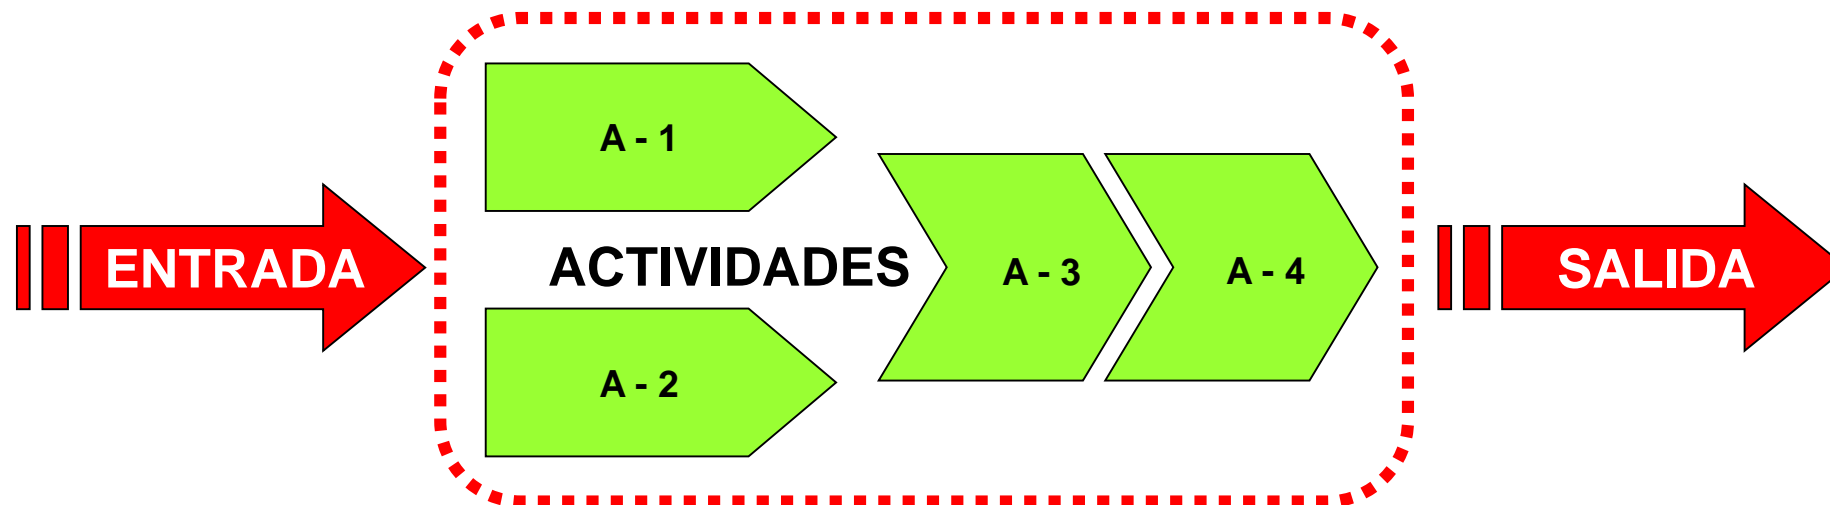 A - 1
ENTRADA
ACTIVIDADES
A - 3
A - 4
SALIDA
A - 2